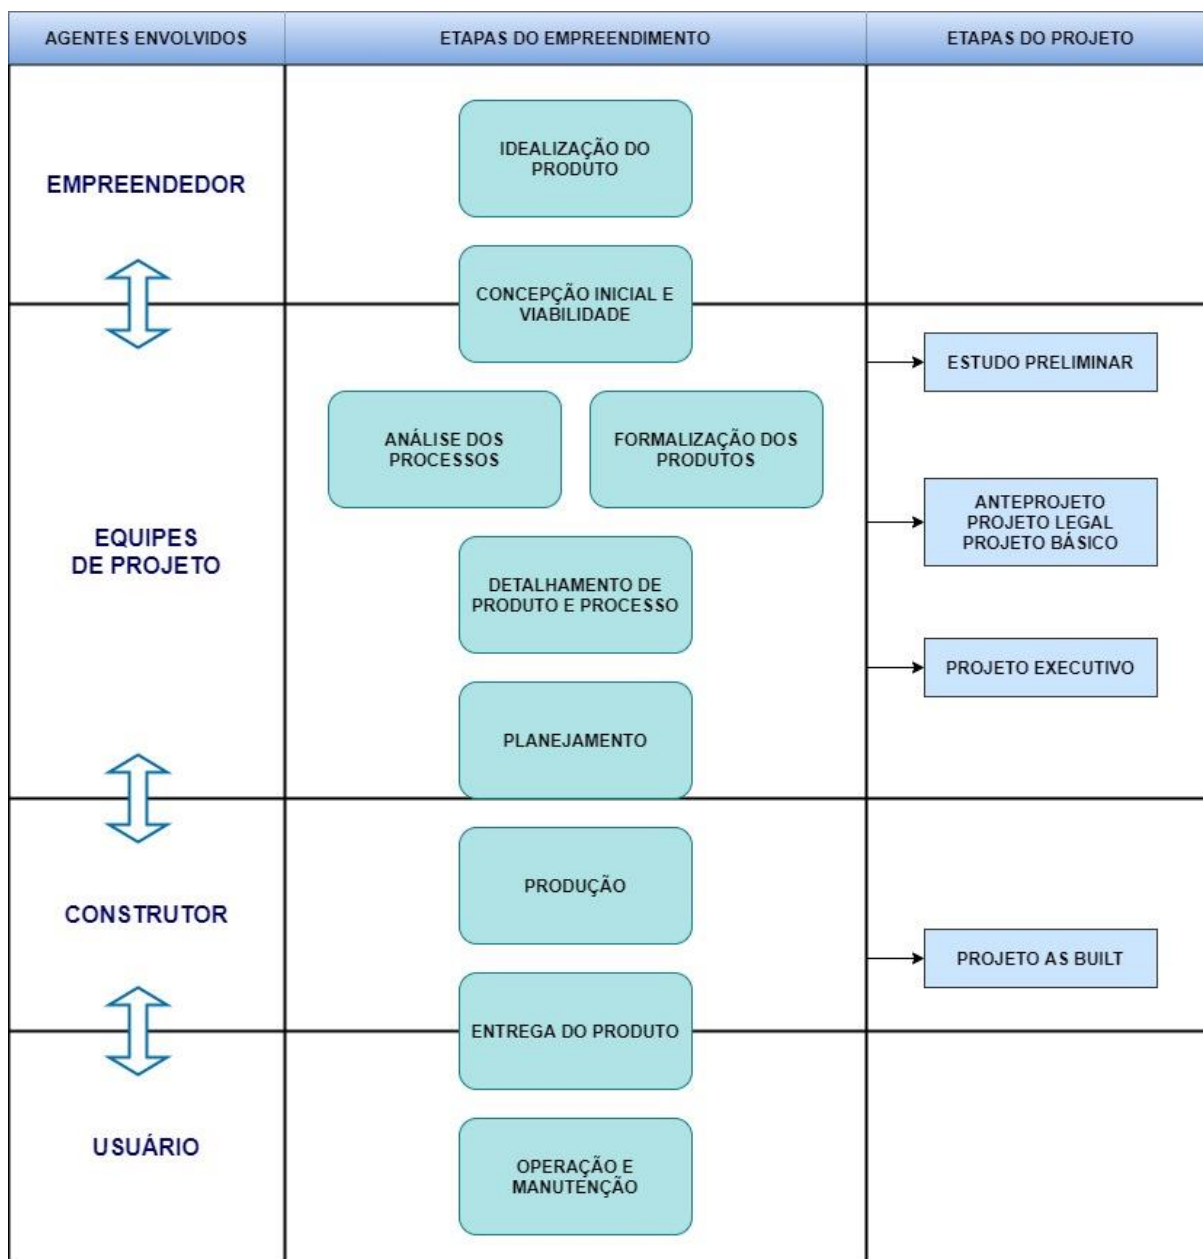 AGENTES ENVOLVIDOS
ETAPAS DO EMPREENDIMENTO
ETAPAS DO PROJETO
EMPREENDEDOR
IDEALIZAÇÃO DO
PRODUTO
CONCEPÇÃO INICIAL E
VIABILIDADE
EQUIPES
DE PROJETO
ANÁLISE DOS
PROCESSOS
FORMALIZAÇÃO DOS
PRODUTOS
DETALHAMENTO DE
PRODUTO E PROCESSO
PLANEJAMENTO
ESTUDO PRELIMINAR
ANTEPROJETO
PROJETO LEGAL
PROJETO BÁSICO
PROJETO EXECUTIVO
CONSTRUTOR
PRODUÇÃO
ENTREGA DO PRODUTO
PROJETO AS BUILT
USUÁRIO
OPERAÇÃO E
MANUTENÇÃO